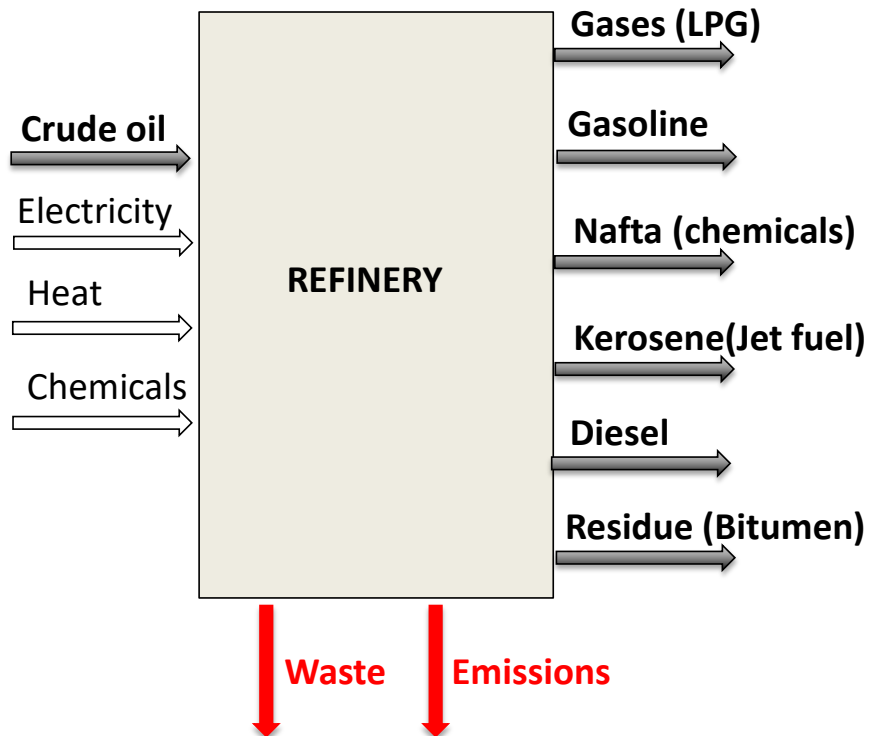 Gases (LPG)
Crude oil
Gasoline
Electricity
Nafta (chemicals)
REFINERY
Heat
Kerosene(Jet fuel)
Chemicals
Diesel
Residue (Bitumen)
Waste
Emissions